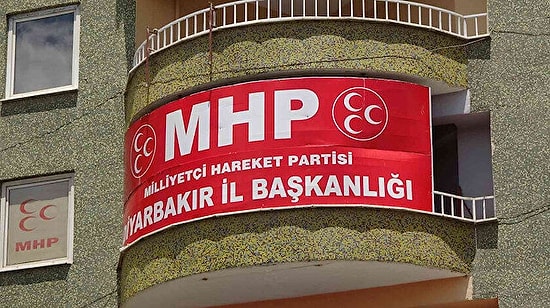 MHP
MİLLİYETÇİ HAREKET PARTİSİ
İYARBAKIR İL BAŞKANLIĞI
MHP